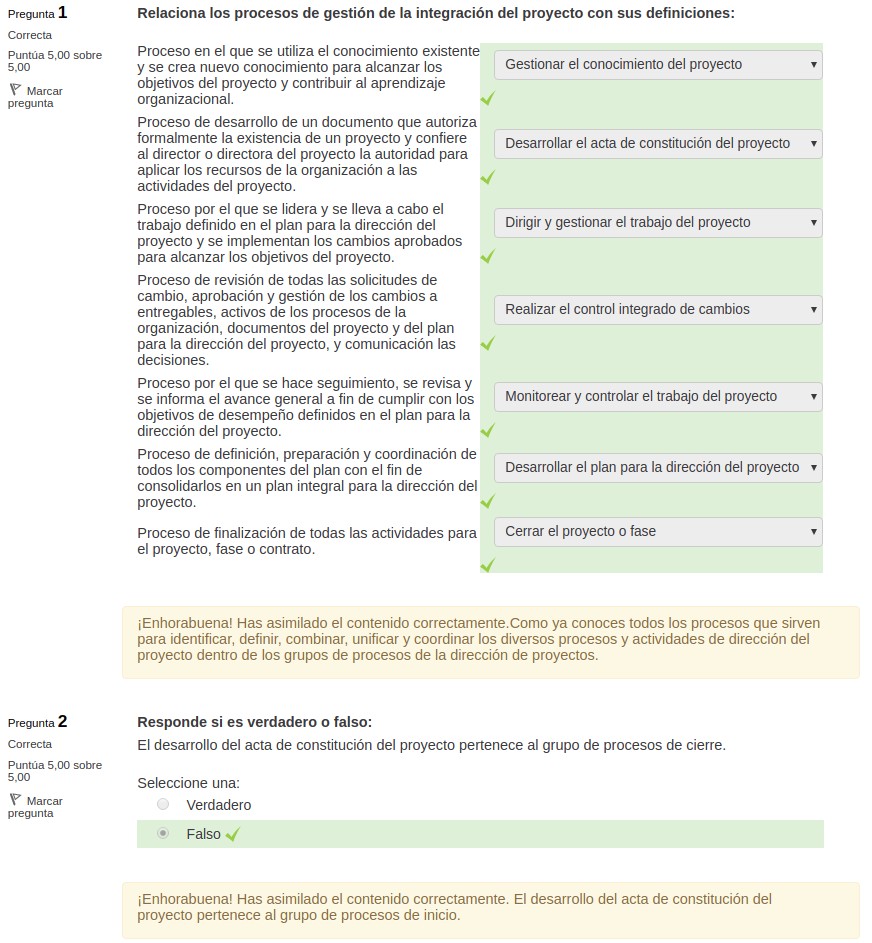 Pregunta 1
Correcta
Puntúa 5,00 sobre
5,00
Marcar
pregunta
Relaciona los procesos de gestión de la integración del proyecto con sus definiciones:
Proceso en el que se utiliza el conocimiento existente
y se crea nuevo conocimiento para alcanzar los
objetivos del proyecto y contribuir al aprendizaje
organizacional.
Gestionar el conocimiento del proyecto
Proceso de desarrollo de un documento que autoriza
formalmente la existencia de un proyecto y confiere
al director o directora del proyecto la autoridad para
aplicar los recursos de la organización a las
actividades del proyecto.
Desarrollar el acta de constitución del proyecto
Proceso por el que se lidera y se lleva a cabo el
trabajo definido en el plan para la dirección del
proyecto y se implementan los cambios aprobados
para alcanzar los objetivos del proyecto.
Dirigir y gestionar el trabajo del proyecto
Proceso de revisión de todas las solicitudes de
cambio, aprobación y gestión de los cambios a
entregables, activos de los procesos de la
organización, documentos del proyecto y del plan
para la dirección del proyecto, y comunicación las
decisiones.
Realizar el control integrado de cambios
Proceso por el que se hace seguimiento, se revisa y
se informa el avance general a fin de cumplir con los
objetivos de desempeño definidos en el plan para la
dirección del proyecto.
Monitorear y controlar el trabajo del proyecto
Proceso de definición, preparación y coordinación de
todos los componentes del plan con el fin de
consolidarlos en un plan integral para la dirección del
proyecto.
Desarrollar el plan para la dirección del proyecto
Proceso de finalización de todas las actividades para
el proyecto, fase o contrato.
Cerrar el proyecto o fase
¡Enhorabuena! Has asimilado el contenido correctamente.Como ya conoces todos los procesos que sirven
para identificar, definir, combinar, unificar y coordinar los diversos procesos y actividades de dirección del
proyecto dentro de los grupos de procesos de la dirección de proyectos.
Pregunta 2
Correcta
Puntúa 5,00 sobre
5,00
Marcar
pregunta
Responde si es verdadero o falso:
El desarrollo del acta de constitución del proyecto pertenece al grupo de procesos de cierre.
Seleccione una:
Verdadero
Falso
¡Enhorabuena! Has asimilado el contenido correctamente. El desarrollo del acta de constitución del
proyecto pertenece al grupo de procesos de inicio.